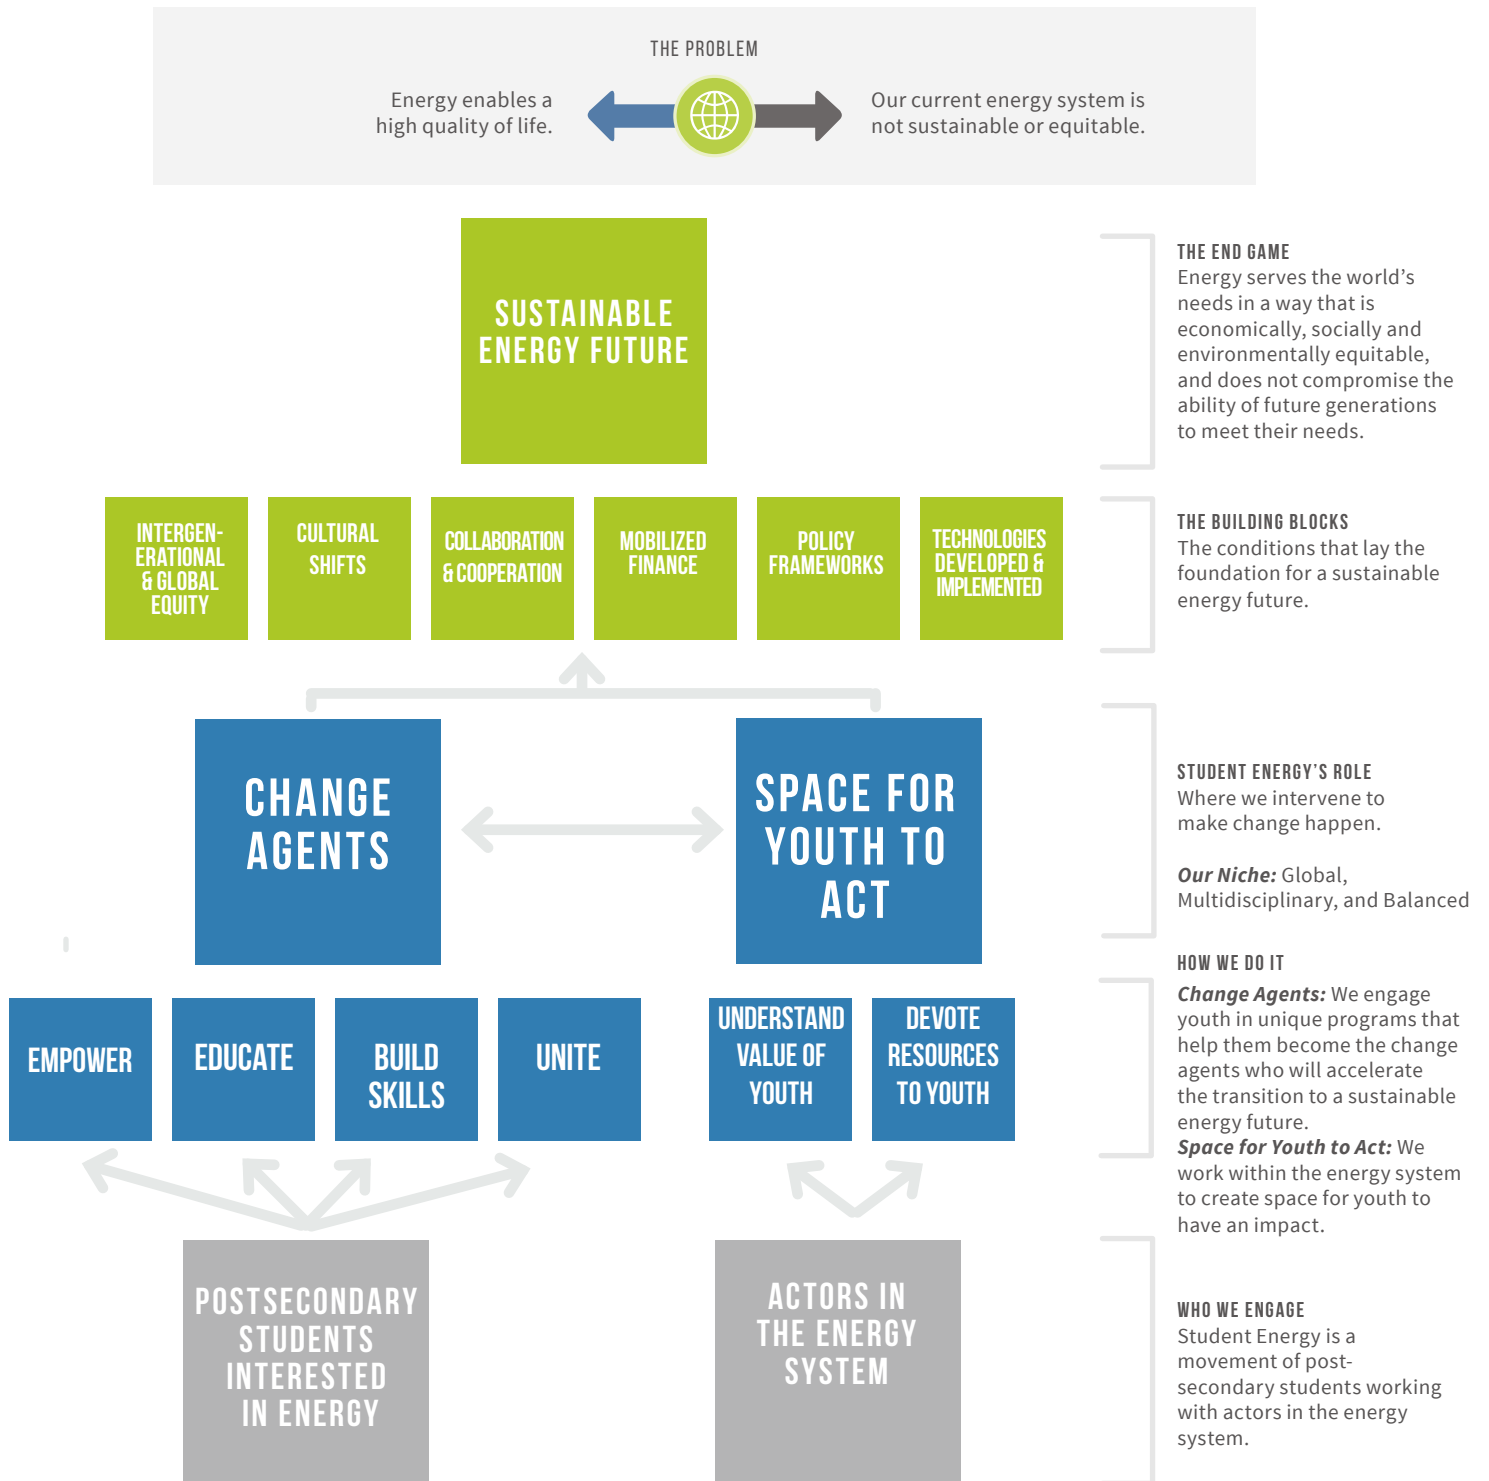 THE PROBLEM
Energy enables a
high quality of life.
Our current energy system is
not sustainable or equitable.
SUSTAINABLE
ENERGY FUTURE
THE END GAME
Energy serves the world’s
needs in a way that is
economically, socially and
environmentally equitable,
and does not compromise the
ability of future generations
to meet their needs.
INTERGEN-
ERATIONAL
& GLOBAL
EQUITY
CULTURAL
SHIFTS
COLLABORATION
& COOPERATION
MOBILIZED
FINANCE
POLICY
FRAMEWORKS
TECHNOLOGIES
DEVELOPED &
IMPLEMENTED
THE BUILDING BLOCKS
The conditions that lay the
foundation for a sustainable
energy future.
CHANGE
AGENTS
SPACE FOR
YOUTH TO
ACT
STUDENT ENERGY’S ROLE
Where we intervene to
make change happen.
Our Niche: Global,
Multidisciplinary, and Balanced
EMPOWER
EDUCATE
BUILD
SKILLS
UNITE
UNDERSTAND
VALUE OF
YOUTH
DEVOTE
RESOURCES
TO YOUTH
HOW WE DO IT
Change Agents: We engage
youth in unique programs that
help them become the change
agents who will accelerate
the transition to a sustainable
energy future.
Space for Youth to Act: We
work within the energy system
to create space for youth to
have an impact.
POSTSECONDARY
STUDENTS
INTERESTED
IN ENERGY
ACTORS IN
THE ENERGY
SYSTEM
WHO WE ENGAGE
Student Energy is a
movement of post-
secondary students working
with actors in the energy
system.